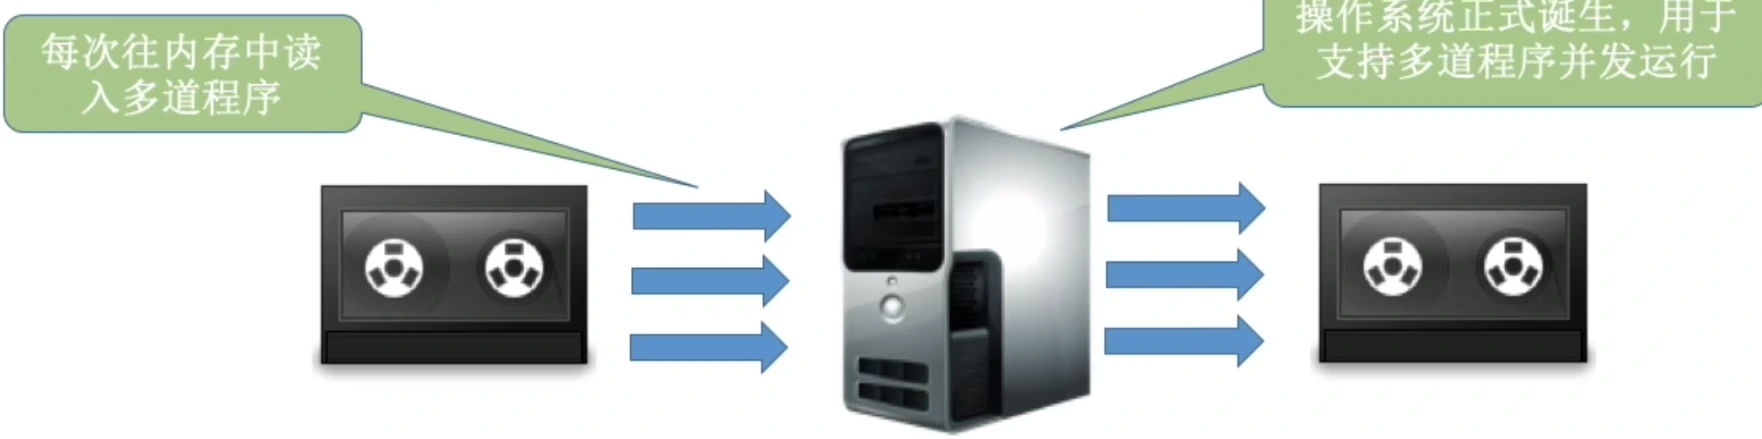 每次往内存中读
入多道程序
操作系统正式诞生，用于
支持多道程序并发运行